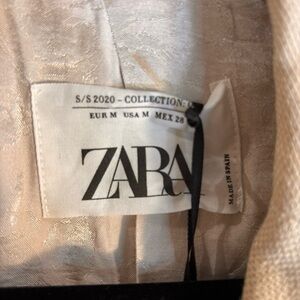 S/S 2020 - COLLECTION:
EUR M USA M MEX 28
ZARA
MADE IN SPAIN